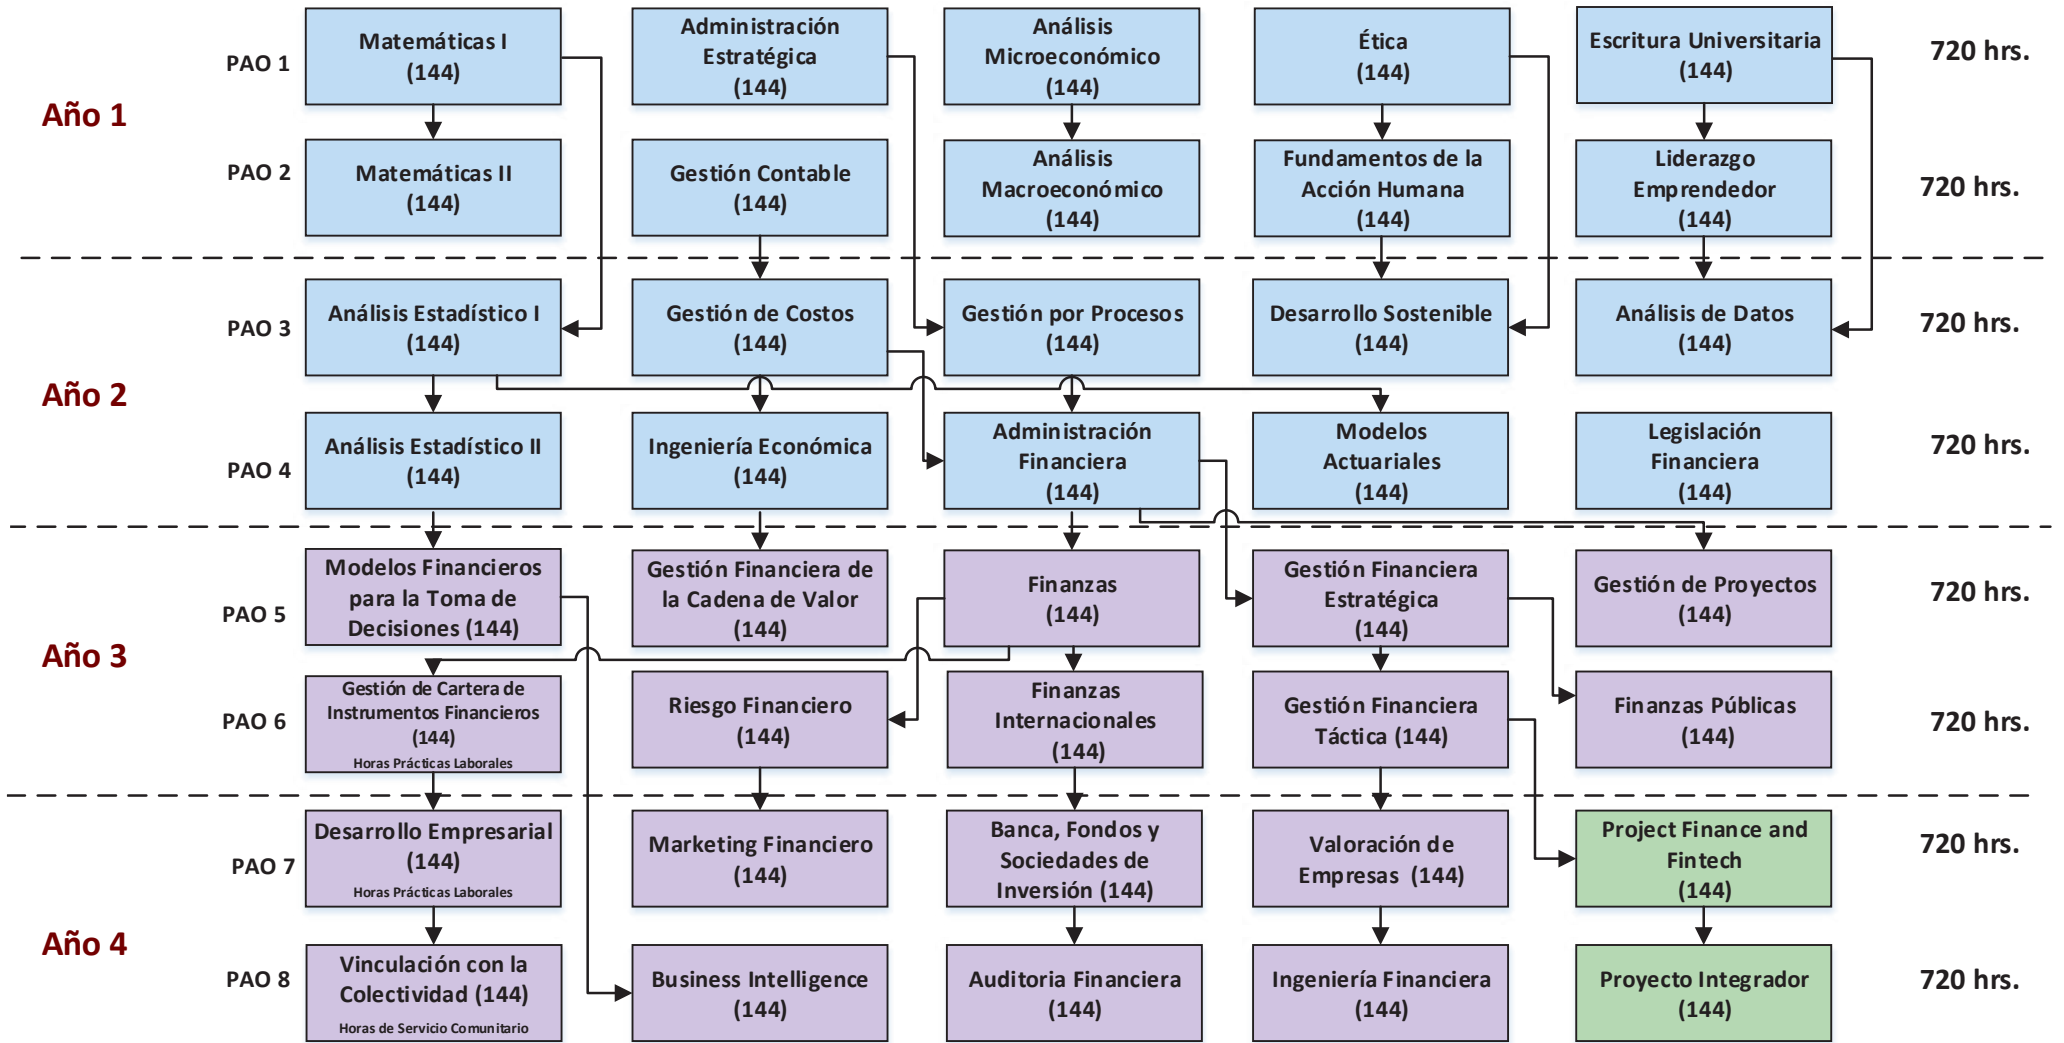 Año 1
PAO 1
Matemáticas I
(144)
Administración
Estratégica
(144)
Análisis
Microeconómico
(144)
Ética
(144)
Escritura Universitaria
(144)
720 hrs.
PAO 2
Matemáticas II
(144)
Gestión Contable
(144)
Análisis
Macroeconómico
(144)
Fundamentos de la
Acción Humana
(144)
Liderazgo
Emprendedor
(144)
720 hrs.
Año 2
PAO 3
Análisis Estadístico I
(144)
Gestión de Costos
(144)
Gestión por Procesos
(144)
Desarrollo Sostenible
(144)
Análisis de Datos
(144)
720 hrs.
PAO 4
Análisis Estadístico II
(144)
Ingeniería Económica
(144)
Administración
Financiera
(144)
Modelos
Actuariales
(144)
Legislación
Financiera
(144)
720 hrs.
Año 3
PAO 5
Modelos Financieros
para la Toma de
Decisiones (144)
Gestión Financiera de
la Cadena de Valor
(144)
Finanzas
(144)
Gestión Financiera
Estratégica
(144)
Gestión de Proyectos
(144)
720 hrs.
PAO 6
Gestión de Cartera de
Instrumentos Financieros
(144)
Horas Prácticas Laborales
Riesgo Financiero
(144)
Finanzas
Internacionales
(144)
Gestión Financiera
Táctica (144)
Finanzas Públicas
(144)
720 hrs.
Año 4
PAO 7
Desarrollo Empresarial
(144)
Horas Prácticas Laborales
Marketing Financiero
(144)
Banca, Fondos y
Sociedades de
Inversión (144)
Valoración de
Empresas (144)
Project Finance and
Fintech
(144)
720 hrs.
PAO 8
Vinculación con la
Colectividad (144)
Horas de Servicio Comunitario
Business Intelligence
(144)
Auditoria Financiera
(144)
Ingeniería Financiera
(144)
Proyecto Integrador
(144)
720 hrs.